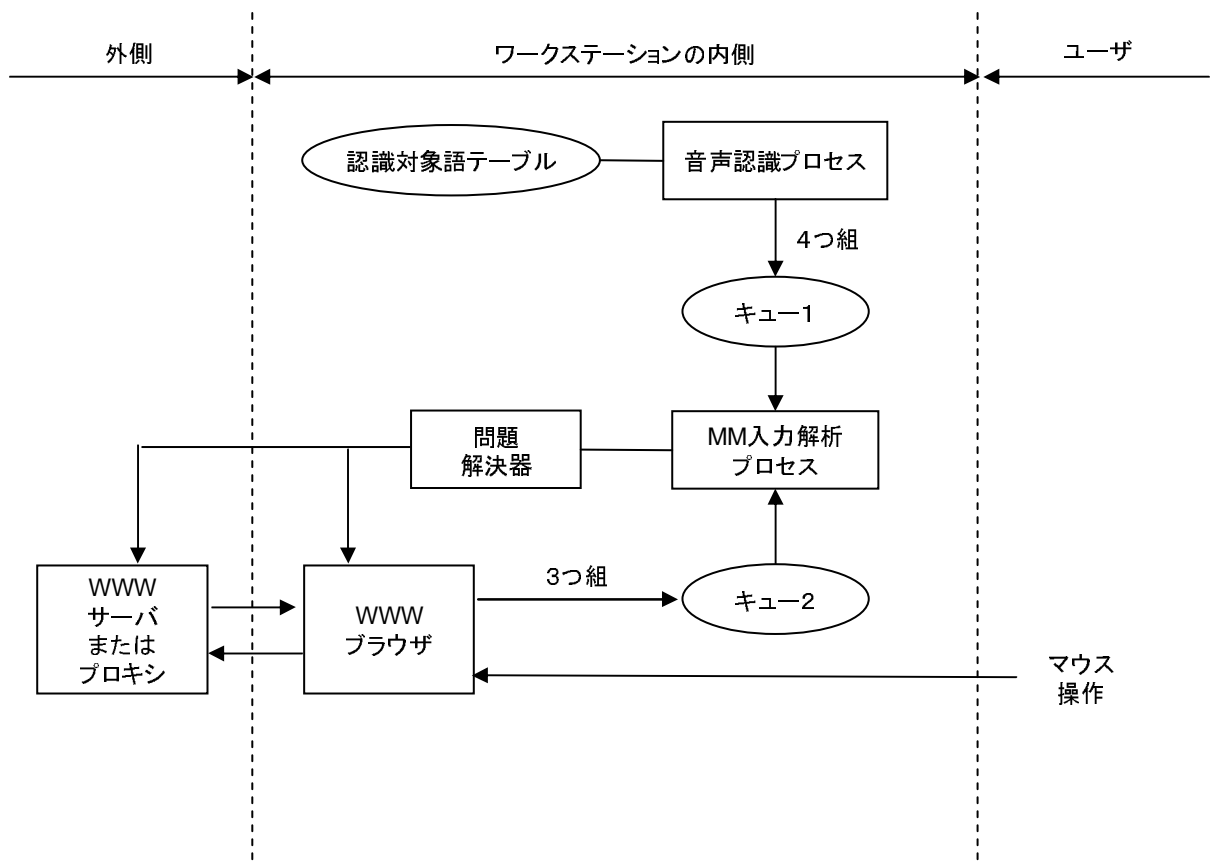 外側
ワークステーションの内側
ユーザ
認識対象語テーブル
音声認識プロセス
4つ組
キュー1
問題
解決器
MM入力解析
プロセス
WWW
サーバ
または
プロキシ
WWW
ブラウザ
3つ組
キュー2
マウス
操作